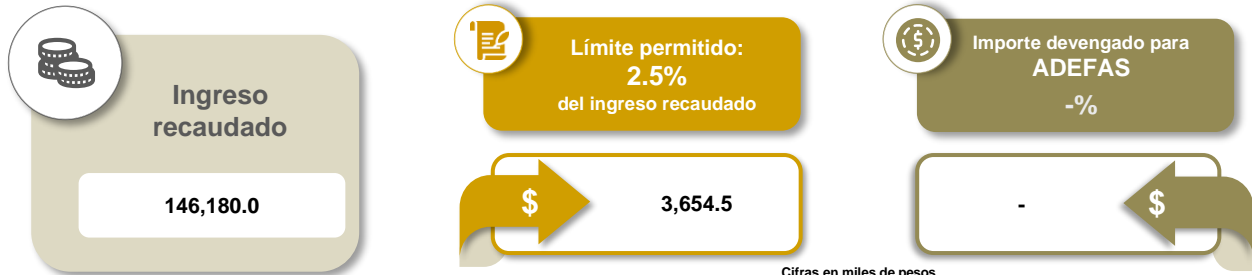 Ingreso
recaudado
146,180.0
Límite permitido:
2.5%
del ingreso recaudado
$ 3,654.5
Importe devengado para
ADEFAS
-%
- $
Cifras en miles de pesos